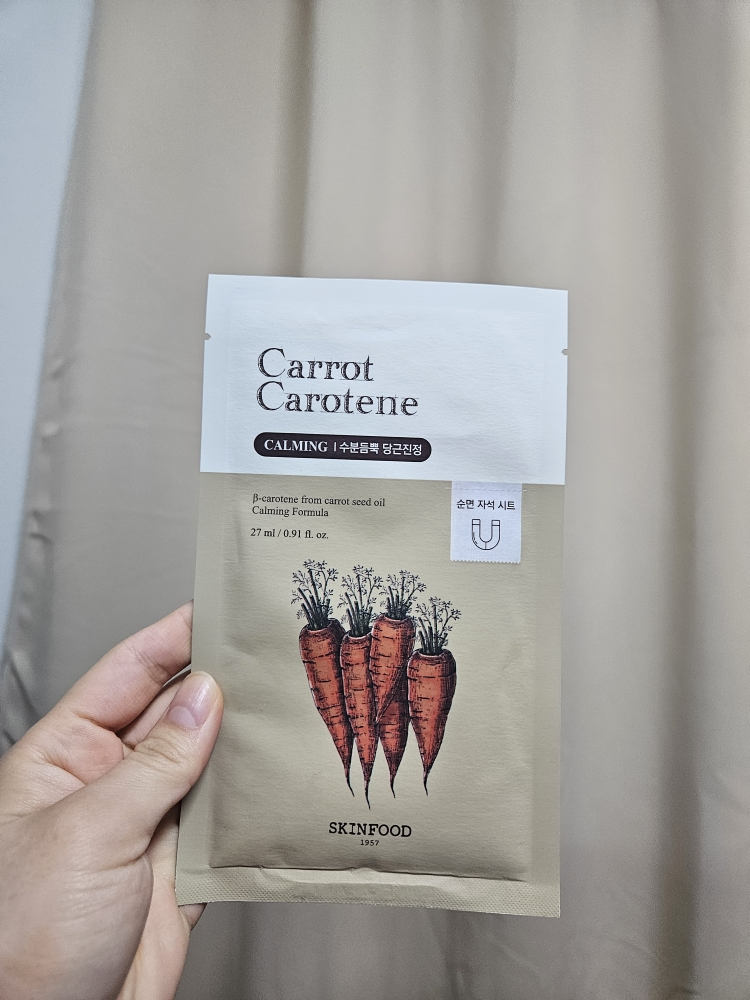 Carrot
Carotene
CALMING | 수분듬뿍 당근진정
β-carotene from carrot seed oil
Calming Formula
27 ml / 0.91 fl. oz.
순면 자석 시트
SKINFOOD
1957